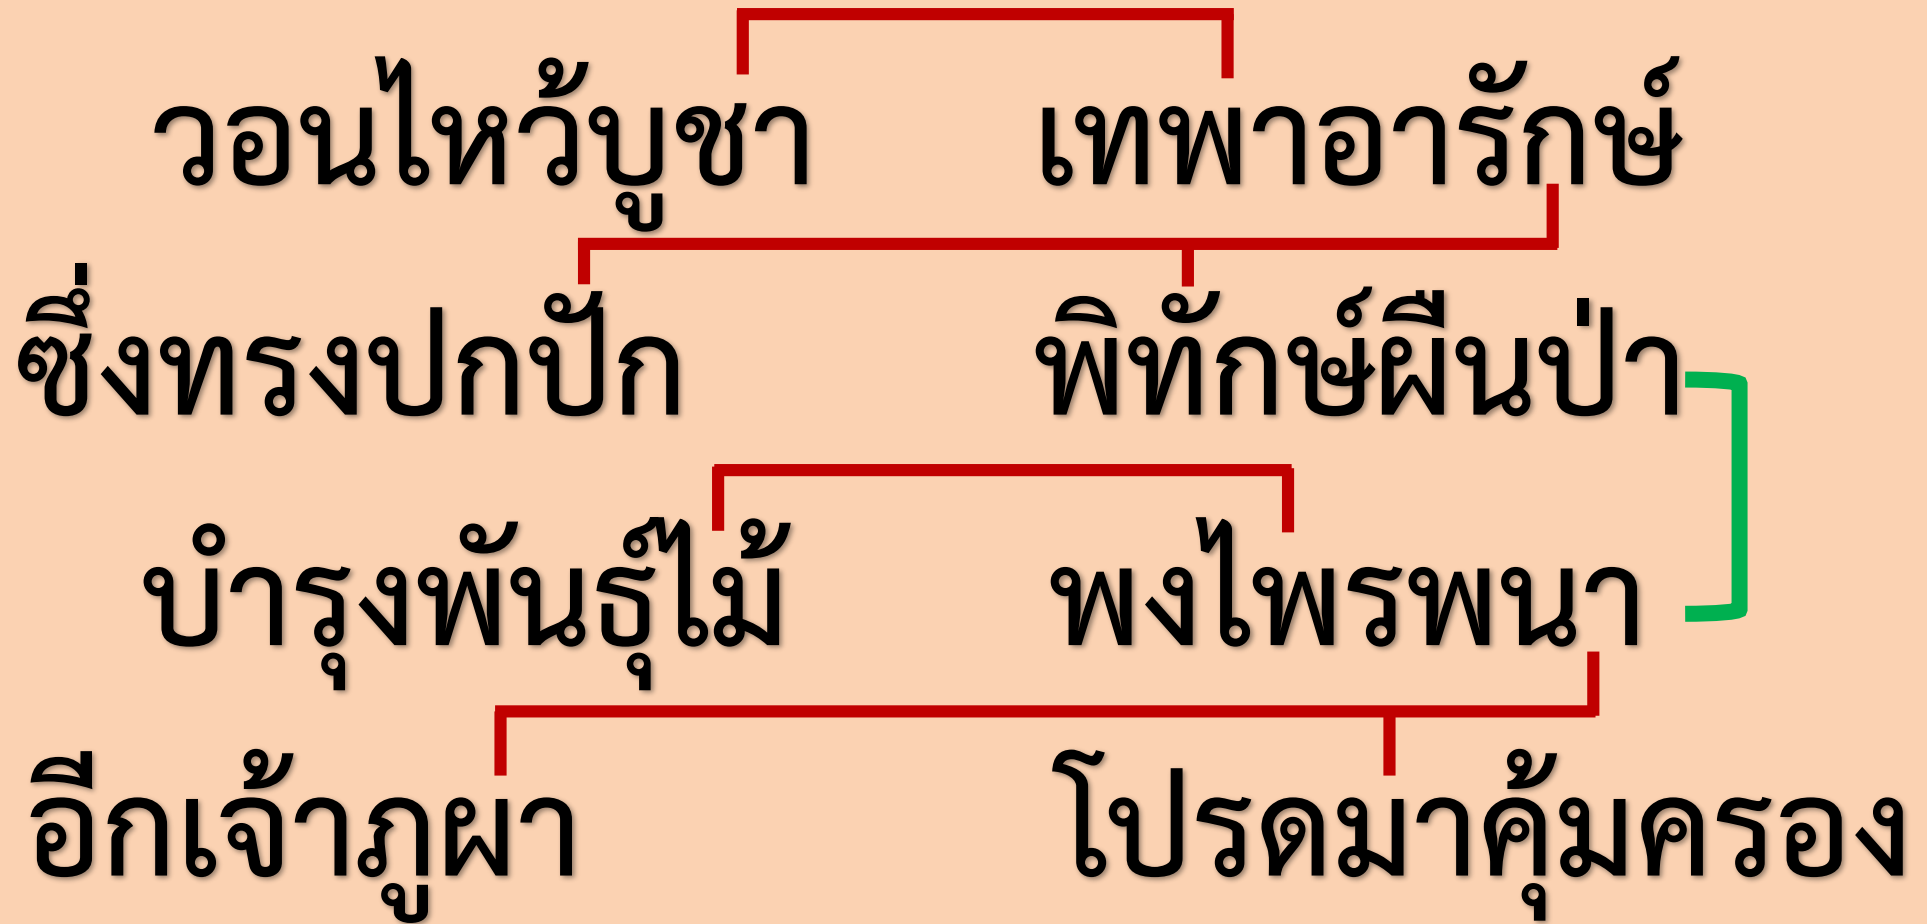 วอนไหว้บูชา เทพาอารักษ์
ซึ่งทรงปกปัก พิทักษ์ผืนป่า
บำรุงพันธุ์ไม้ พงไพรพนา
อีกเจ้าภูผา โปรดมาคุ้มครอง